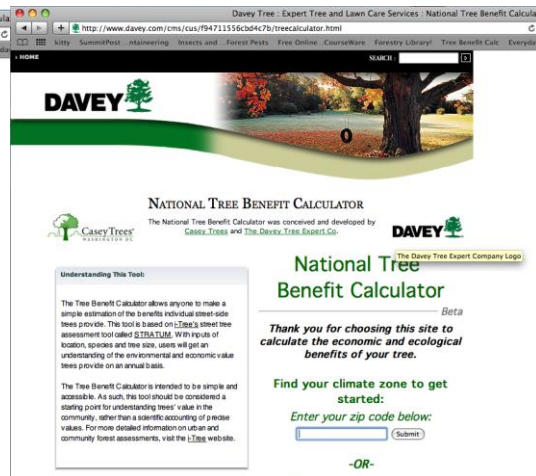 Davey Tree : Expert Tree and Lawn Care Services : National Tree Benefit Calcula
http://www.davey.com/cms/cus/f94711556cbd4c7b/treecalculator.html
kitty SummitPost ...ntaineering Insects and ...Forest Pests Free Online ...CourseWare Forestry Library! Tree Benefit Calc Everyda
› HOME
SEARCH :
DAVEY
NATIONAL TREE BENEFIT CALCULATOR
The National Tree Benefit Calculator was conceived and developed by
Casey Trees and The Davey Tree Expert Co.
Casey Trees
WASHINGTON DC
DAVEY
The Davey Tree Expert Company Logo
Understanding This Tool:
The Tree Benefit Calculator allows anyone to make a
simple estimation of the benefits individual street-side
trees provide. This tool is based on i-Tree's street tree
assessment tool called STRATUM. With inputs of
location, species and tree size, users will get an
understanding of the environmental and economic value
trees provide on an annual basis.
The Tree Benefit Calculator is intended to be simple and
accessible. As such, this tool should be considered a
starting point for understanding trees' value in the
community, rather than a scientific accounting of precise
values. For more detailed information on urban and
community forest assessments, visit the i-Tree website.
National Tree
Benefit Calculator
Beta
Thank you for choosing this site to
calculate the economic and ecological
benefits of your tree.
Find your climate zone to get
started:
Enter your zip code below:
Submit
-OR-